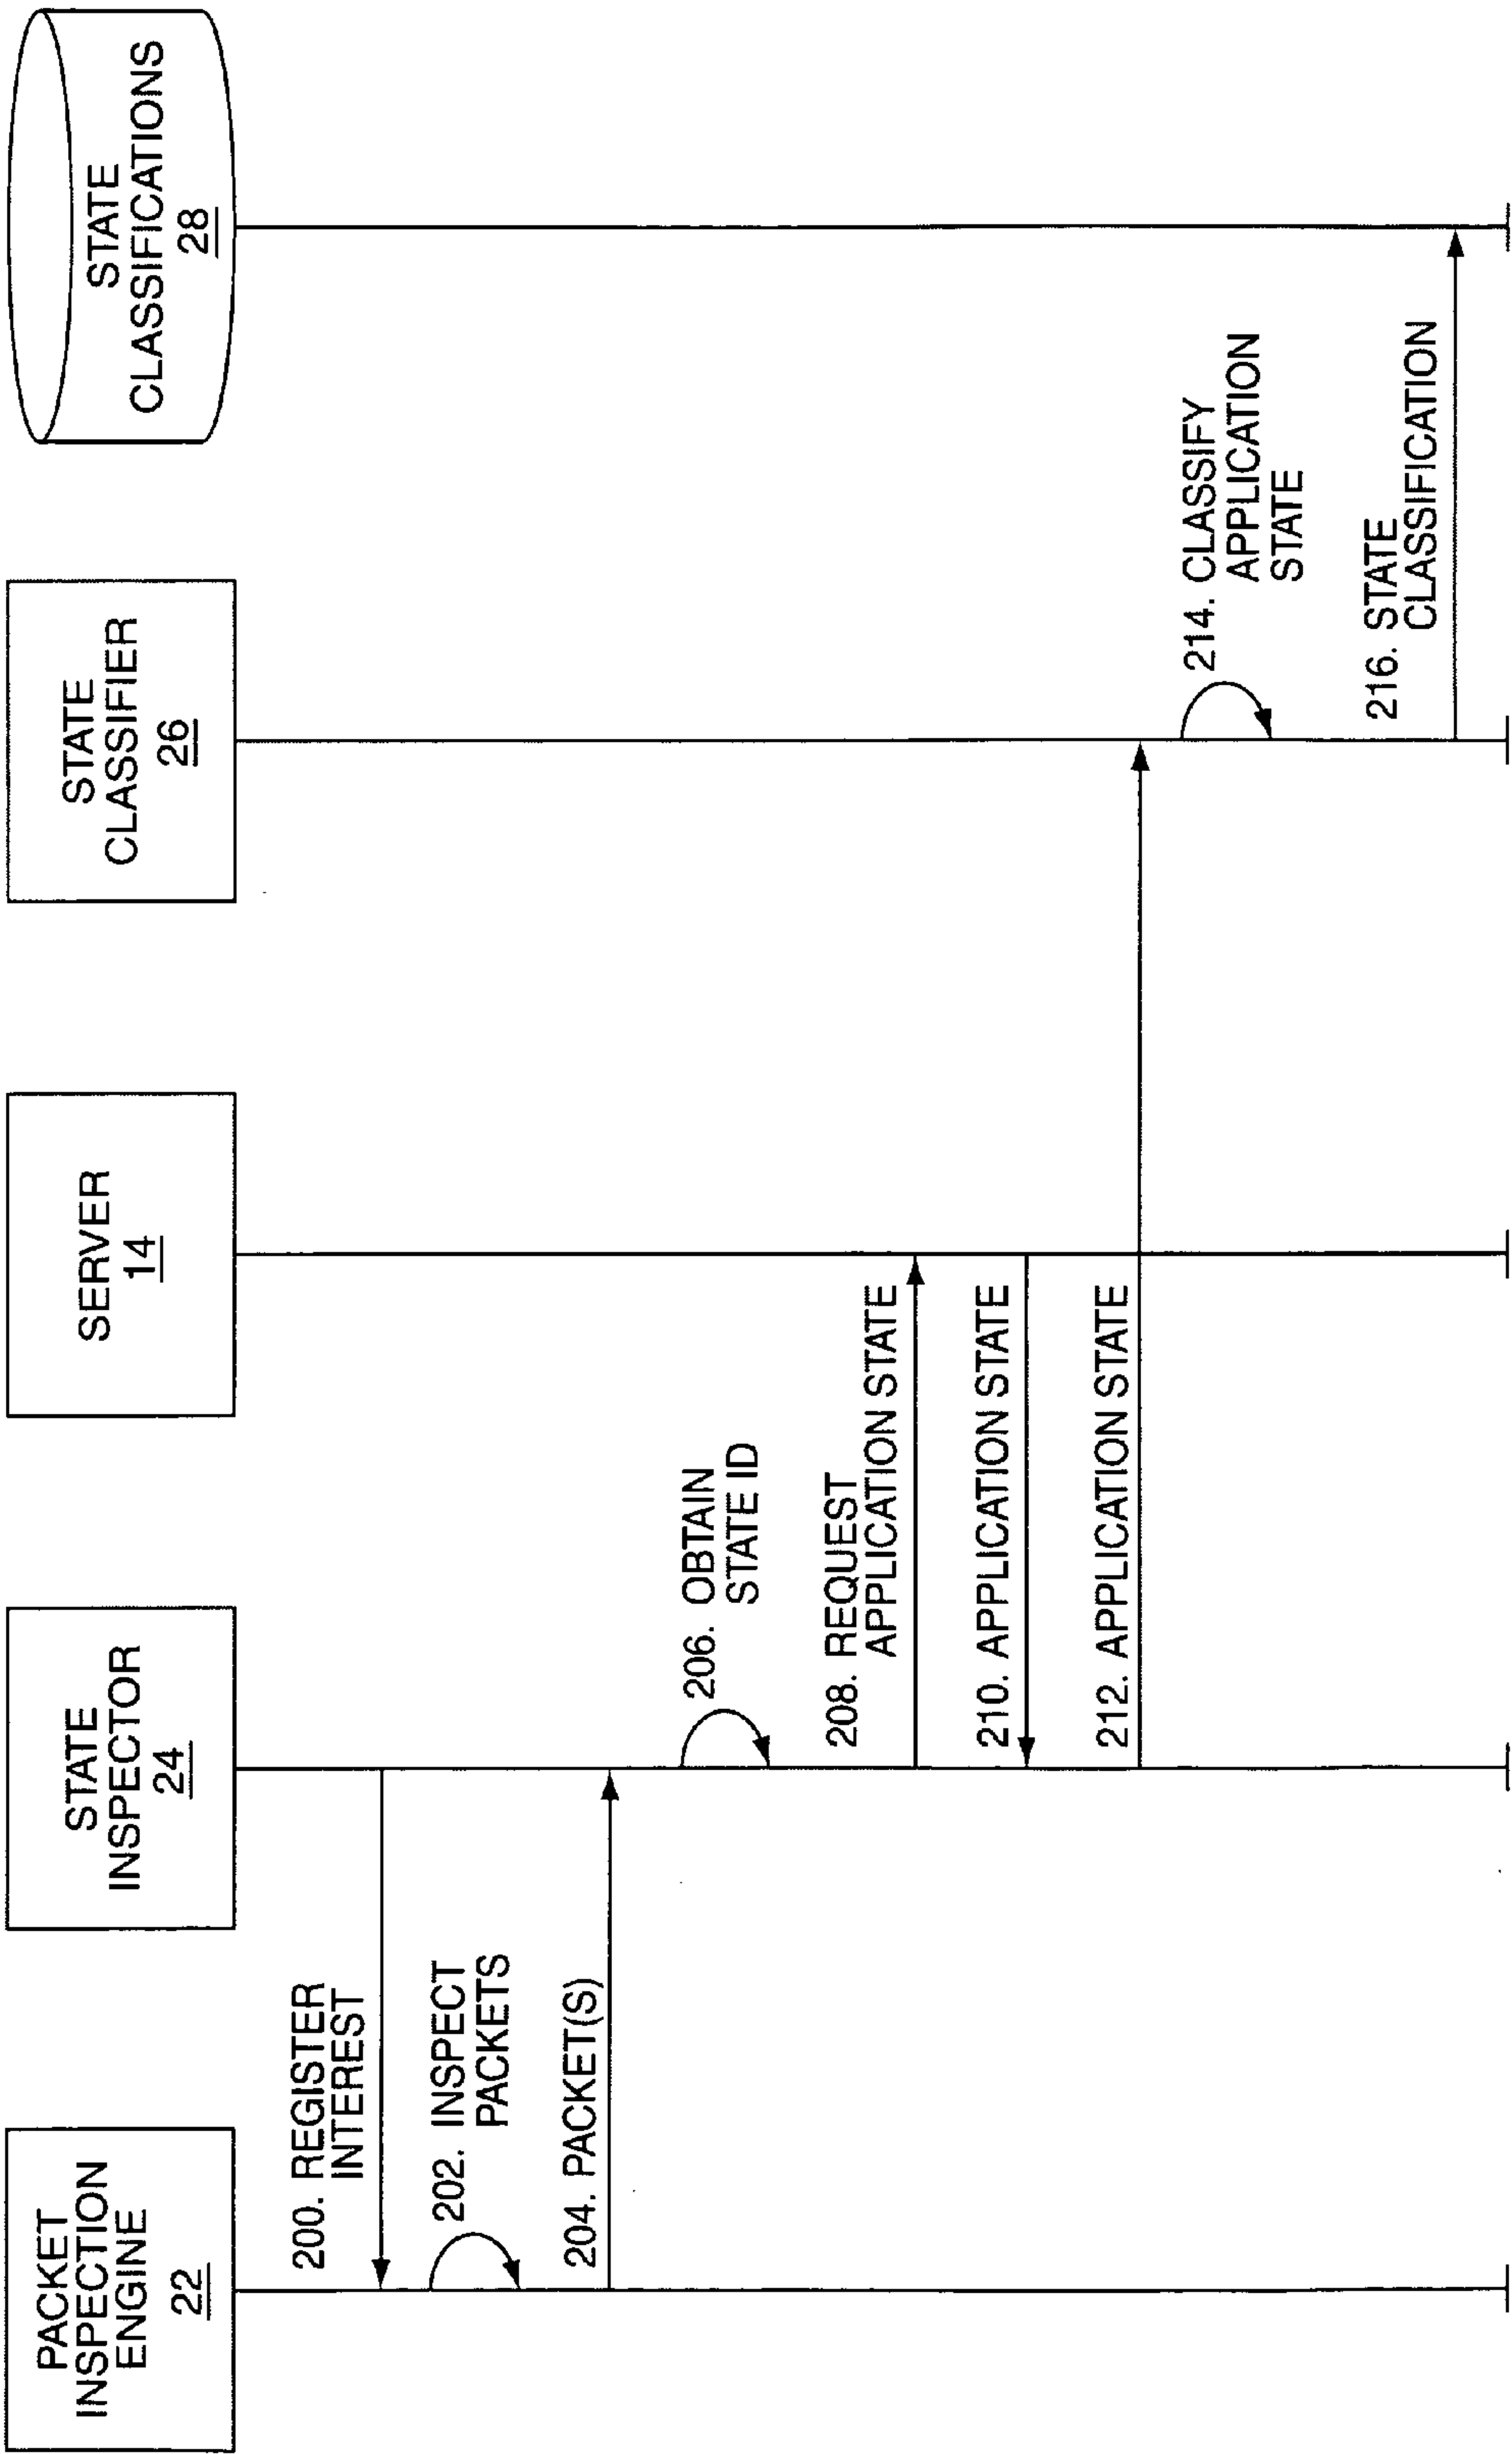 PACKET
INSPECTION
ENGINE
22
STATE
INSPECTOR
24
SERVER
14
STATE
CLASSIFIER
26
STATE
CLASSIFICATIONS
28
200. REGISTER
INTEREST
202. INSPECT
PACKETS
204. PACKET(S)
206. OBTAIN
STATE ID
208. REQUEST
APPLICATION STATE
210. APPLICATION STATE
212. APPLICATION STATE
214. CLASSIFY
APPLICATION
STATE
216. STATE
CLASSIFICATION